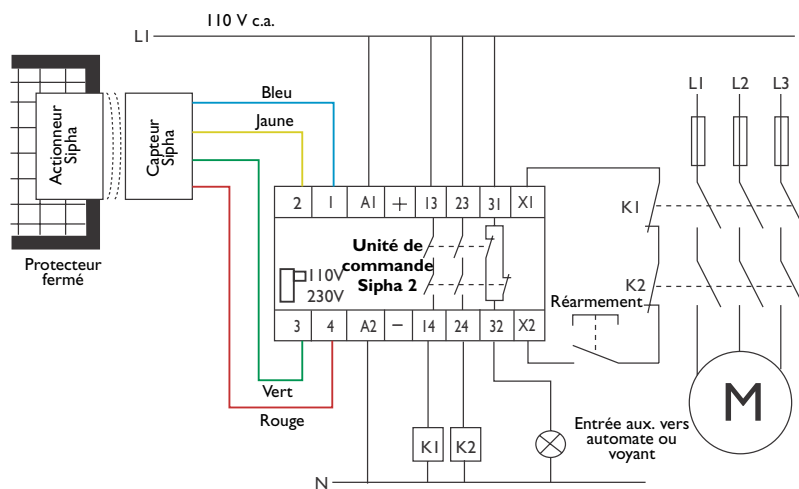 110 V c.a.
L1
L1 L2 L3
Bleu
Jaune
Actionneur
Sipha
Capteur
Sipha
2 1 A1 + 13 23 31 X1
K1
Unité de
commande
Sipha 2
110V
230V
Protecteur
fermé
K2
Réarmement
3 4 A2 – 14 24 32 X2
Vert
Rouge
M
K1 K2
Entrée aux. vers
automate ou
voyant
N